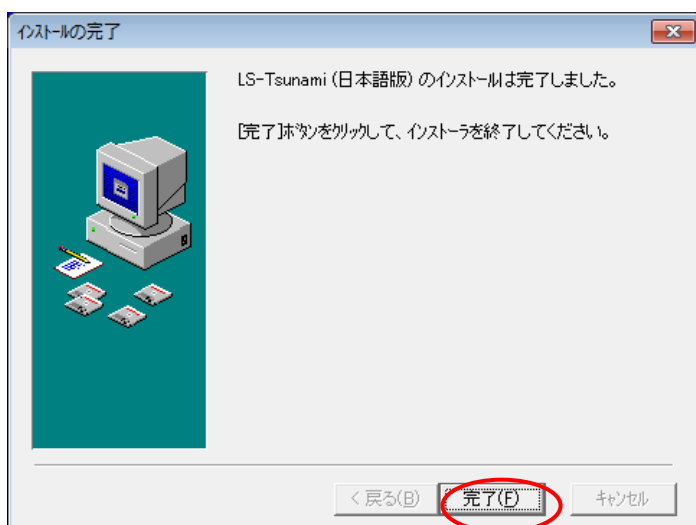 インストールの完了
LS-Tsunami (日本語版) のインストールは完了しました。
[完了]ボタンをクリックして、インストーラを終了してください。
< 戻る(B)
完了(F)
キャンセル